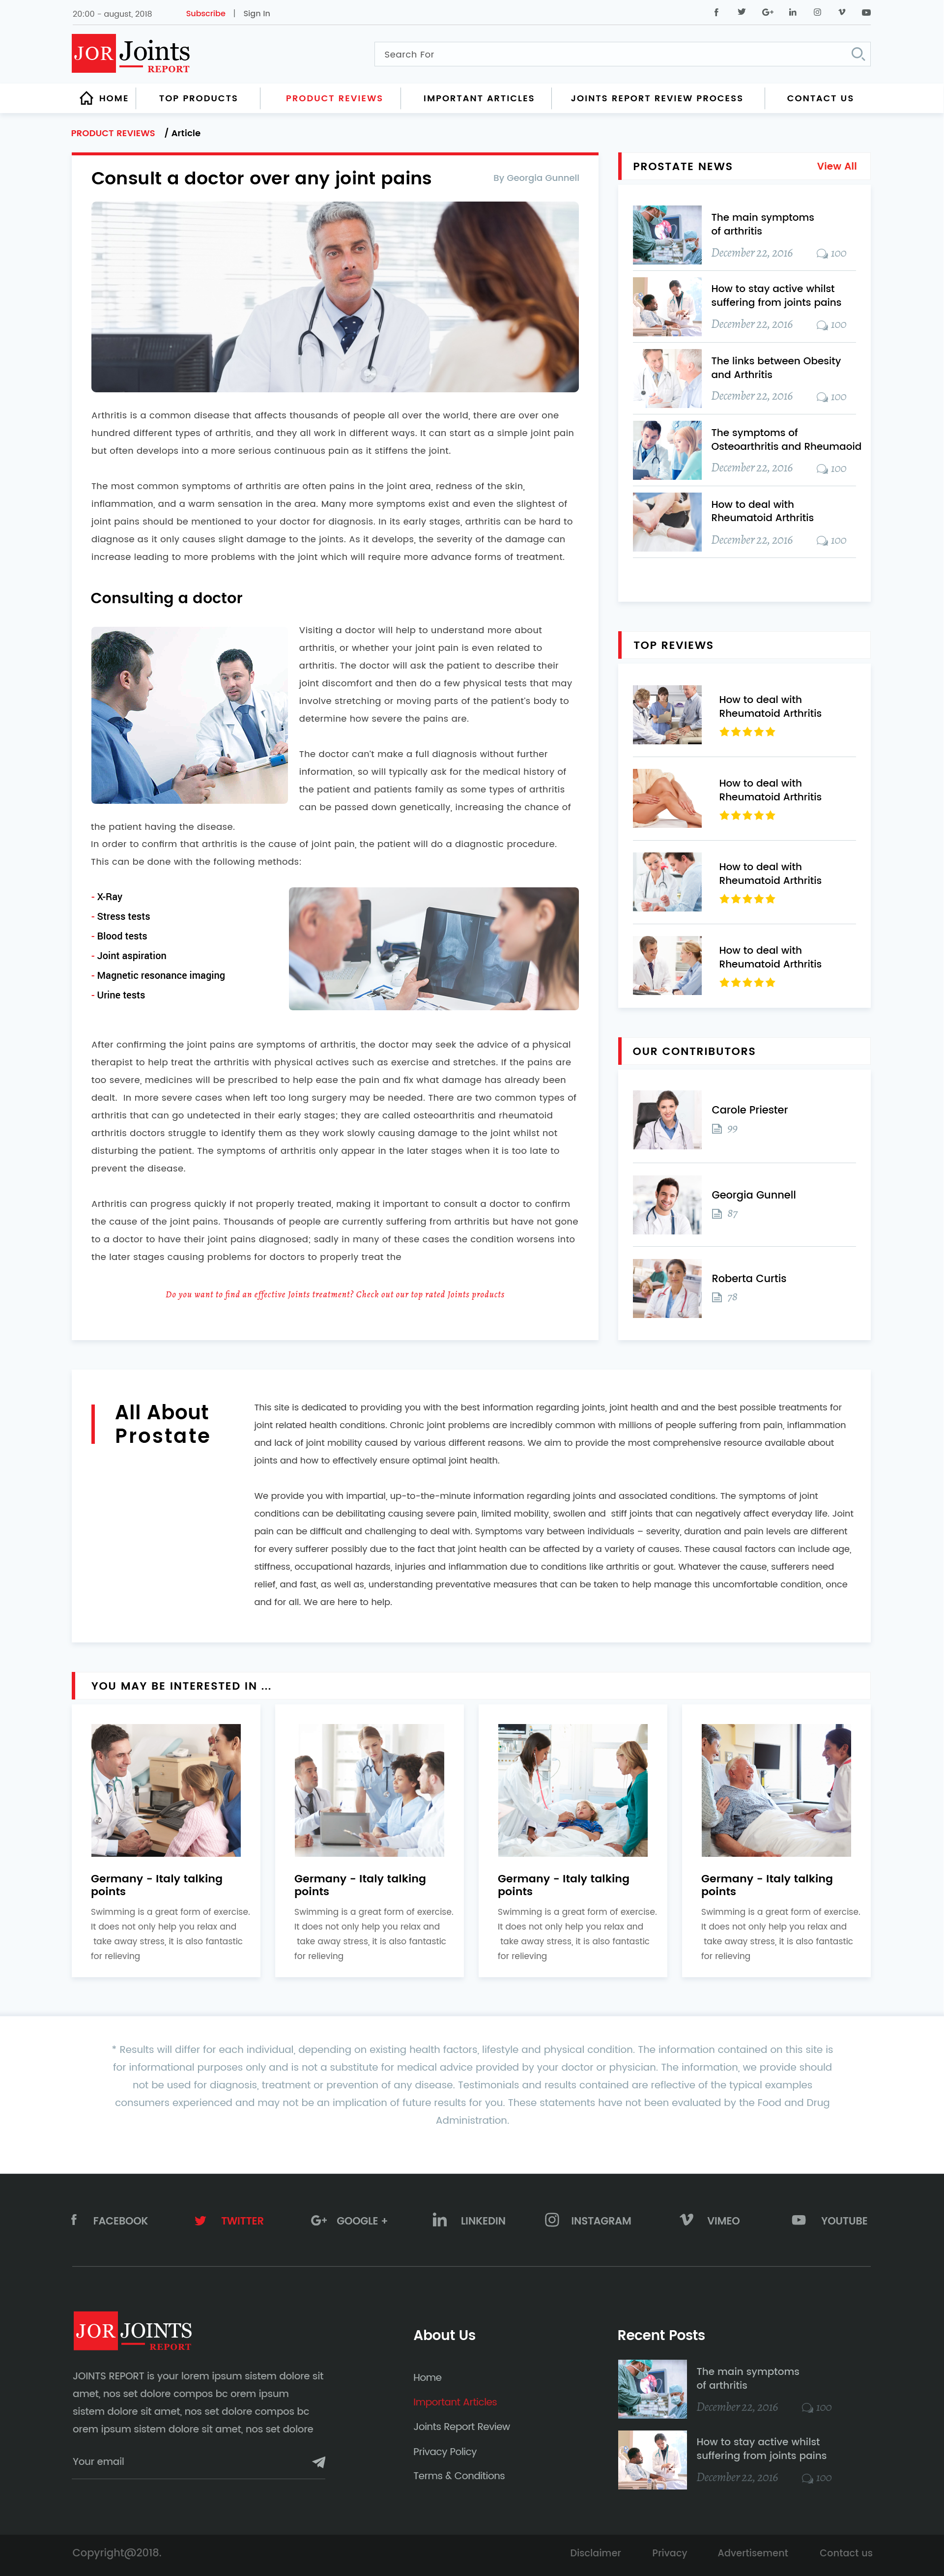 20:00 - august, 2018
Subscribe | Sign In
JOR Joints
REPORT
Search For
HOME
TOP PRODUCTS
PRODUCT REVIEWS
IMPORTANT ARTICLES
JOINTS REPORT REVIEW PROCESS
CONTACT US
PRODUCT REVIEWS / Article
Consult a doctor over any joint pains
By Georgia Gunnell
Arthritis is a common disease that affects thousands of people all over the world, there are over one
hundred different types of arthritis, and they all work in different ways. It can start as a simple joint pain
but often develops into a more serious continuous pain as it stiffens the joint.
The most common symptoms of arthritis are often pains in the joint area, redness of the skin,
inflammation, and a warm sensation in the area. Many more symptoms exist and even the slightest of
joint pains should be mentioned to your doctor for diagnosis. In its early stages, arthritis can be hard to
diagnose as it only causes slight damage to the joints. As it develops, the severity of the damage can
increase leading to more problems with the joint which will require more advance forms of treatment.
Consulting a doctor
Visiting a doctor will help to understand more about
arthritis, or whether your joint pain is even related to
arthritis. The doctor will ask the patient to describe their
joint discomfort and then do a few physical tests that may
involve stretching or moving parts of the patient's body to
determine how severe the pains are.
The doctor can't make a full diagnosis without further
information, so will typically ask for the medical history of
the patient and patients family as some types of arthritis
can be passed down genetically, increasing the chance of
the patient having the disease.
In order to confirm that arthritis is the cause of joint pain, the patient will do a diagnostic procedure.
This can be done with the following methods:
- X-Ray
- Stress tests
- Blood tests
- Joint aspiration
- Magnetic resonance imaging
- Urine tests
After confirming the joint pains are symptoms of arthritis, the doctor may seek the advice of a physical
therapist to help treat the arthritis with physical actives such as exercise and stretches. If the pains are
too severe, medicines will be prescribed to help ease the pain and fix what damage has already been
dealt. In more severe cases when left too long surgery may be needed. There are two common types of
arthritis that can go undetected in their early stages; they are called osteoarthritis and rheumatoid
arthritis doctors struggle to identify them as they work slowly causing damage to the joint whilst not
disturbing the patient. The symptoms of arthritis only appear in the later stages when it is too late to
prevent the disease.
Arthritis can progress quickly if not properly treated, making it important to consult a doctor to confirm
the cause of the joint pains. Thousands of people are currently suffering from arthritis but have not gone
to a doctor to have their joint pains diagnosed; sadly in many of these cases the condition worsens into
the later stages causing problems for doctors to properly treat the
Do you want to find an effective Joints treatment? Check out our top rated Joints products
PROSTATE NEWS
View All
The main symptoms
of arthritis
December 22, 2016 100
How to stay active whilst
suffering from joints pains
December 22, 2016 100
The links between Obesity
and Arthritis
December 22, 2016 100
The symptoms of
Osteoarthritis and Rheumaoid
December 22, 2016 100
How to deal with
Rheumatoid Arthritis
December 22, 2016 100
TOP REVIEWS
How to deal with
Rheumatoid Arthritis
How to deal with
Rheumatoid Arthritis
How to deal with
Rheumatoid Arthritis
How to deal with
Rheumatoid Arthritis
OUR CONTRIBUTORS
Carole Priester
99
Georgia Gunnell
87
Roberta Curtis
78
All About
Prostate
This site is dedicated to providing you with the best information regarding joints, joint health and and the best possible treatments for
joint related health conditions. Chronic joint problems are incredibly common with millions of people suffering from pain, inflammation
and lack of joint mobility caused by various different reasons. We aim to provide the most comprehensive resource available about
joints and how to effectively ensure optimal joint health.
We provide you with impartial, up-to-the-minute information regarding joints and associated conditions. The symptoms of joint
conditions can be debilitating causing severe pain, limited mobility, swollen and stiff joints that can negatively affect everyday life. Joint
pain can be difficult and challenging to deal with. Symptoms vary between individuals – severity, duration and pain levels are different
for every sufferer possibly due to the fact that joint health can be affected by a variety of causes. These causal factors can include age,
stiffness, occupational hazards, injuries and inflammation due to conditions like arthritis or gout. Whatever the cause, sufferers need
relief, and fast, as well as, understanding preventative measures that can be taken to help manage this uncomfortable condition, once
and for all. We are here to help.
YOU MAY BE INTERESTED IN ...
Germany - Italy talking
points
Swimming is a great form of exercise.
It does not only help you relax and
take away stress, it is also fantastic
for relieving
Germany - Italy talking
points
Swimming is a great form of exercise.
It does not only help you relax and
take away stress, it is also fantastic
for relieving
Germany - Italy talking
points
Swimming is a great form of exercise.
It does not only help you relax and
take away stress, it is also fantastic
for relieving
Germany - Italy talking
points
Swimming is a great form of exercise.
It does not only help you relax and
take away stress, it is also fantastic
for relieving
* Results will differ for each individual, depending on existing health factors, lifestyle and physical condition. The information contained on this site is
for informational purposes only and is not a substitute for medical advice provided by your doctor or physician. The information, we provide should
not be used for diagnosis, treatment or prevention of any disease. Testimonials and results contained are reflective of the typical examples
consumers experienced and may not be an implication of future results for you. These statements have not been evaluated by the Food and Drug
Administration.
FACEBOOK
TWITTER
GOOGLE +
LINKEDIN
INSTAGRAM
VIMEO
YOUTUBE
JOR JOINTS
REPORT
JOINTS REPORT is your lorem ipsum sistem dolore sit
amet, nos set dolore compos bc orem ipsum
sistem dolore sit amet, nos set dolore compos bc
orem ipsum sistem dolore sit amet, nos set dolore
Your email
About Us
Home
Important Articles
Joints Report Review
Privacy Policy
Terms & Conditions
Recent Posts
The main symptoms
of arthritis
December 22, 2016 100
How to stay active whilst
suffering from joints pains
December 22, 2016 100
Copyright@2018.
Disclaimer
Privacy
Advertisement
Contact us